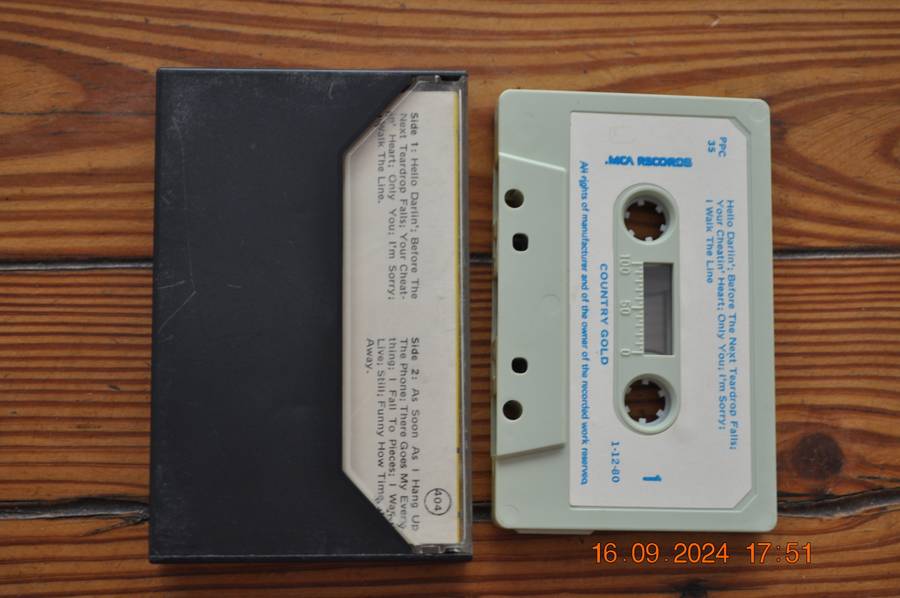 Side 1: Hello Darlin'; Before The
Next Teardrop Falls; Your Cheat-
in' Heart; Only You; I'm Sorry;
I Walk The Line.
Side 2: As Soon As I Hang Up
The Phone; There Goes My Every
thing; I Fall To Pieces; I Wa
Live; Still; Funny How Time
Away.
404
PPC
35
Hello Darlin'; Before The Next Teardrop Falls;
Your Cheatin' Heart; Only You; I'm Sorry;
I Walk The Line
MCA RECORDS
1
100 50 0
COUNTRY GOLD
1-12-80
All rights of manufacturer and of the owner of the recorded work reserved
16.09.2024 17:51